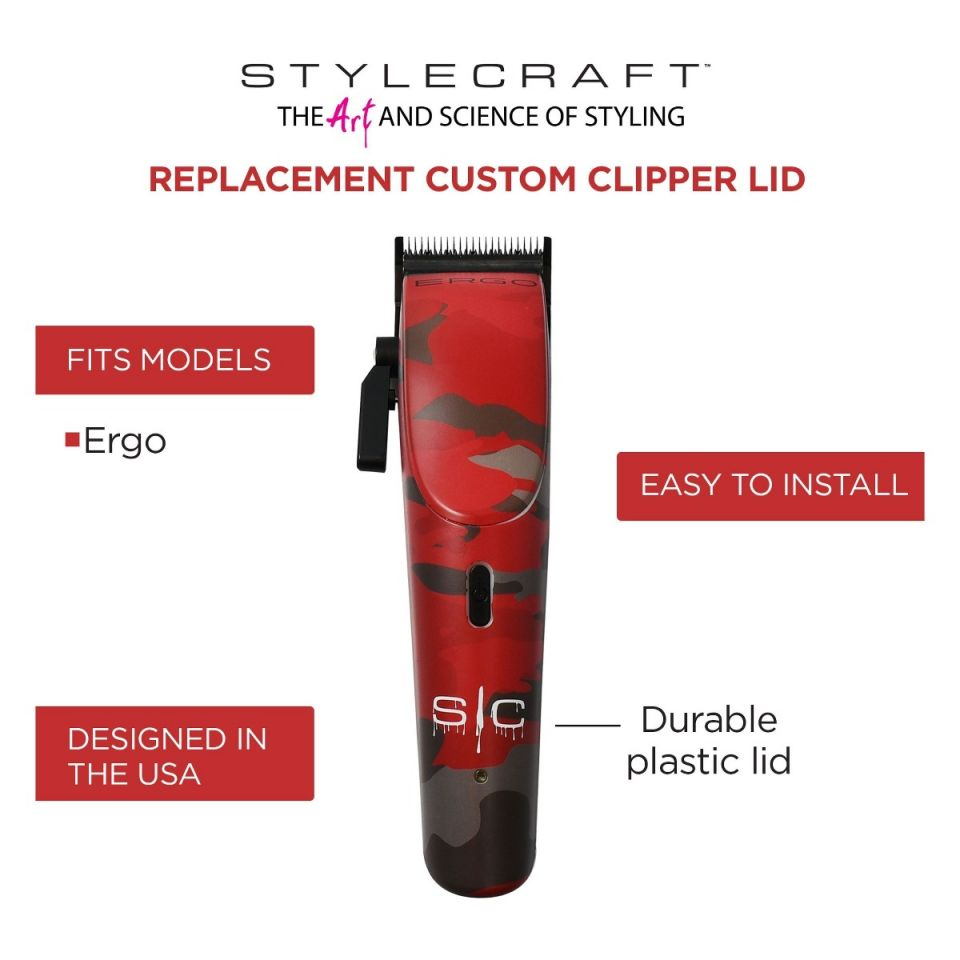 STYLECRAFT™
THE Art AND SCIENCE OF STYLING
REPLACEMENT CUSTOM CLIPPER LID
ERGO
FITS MODELS
Ergo
EASY TO INSTALL
S|C
DESIGNED IN
THE USA
Durable
plastic lid